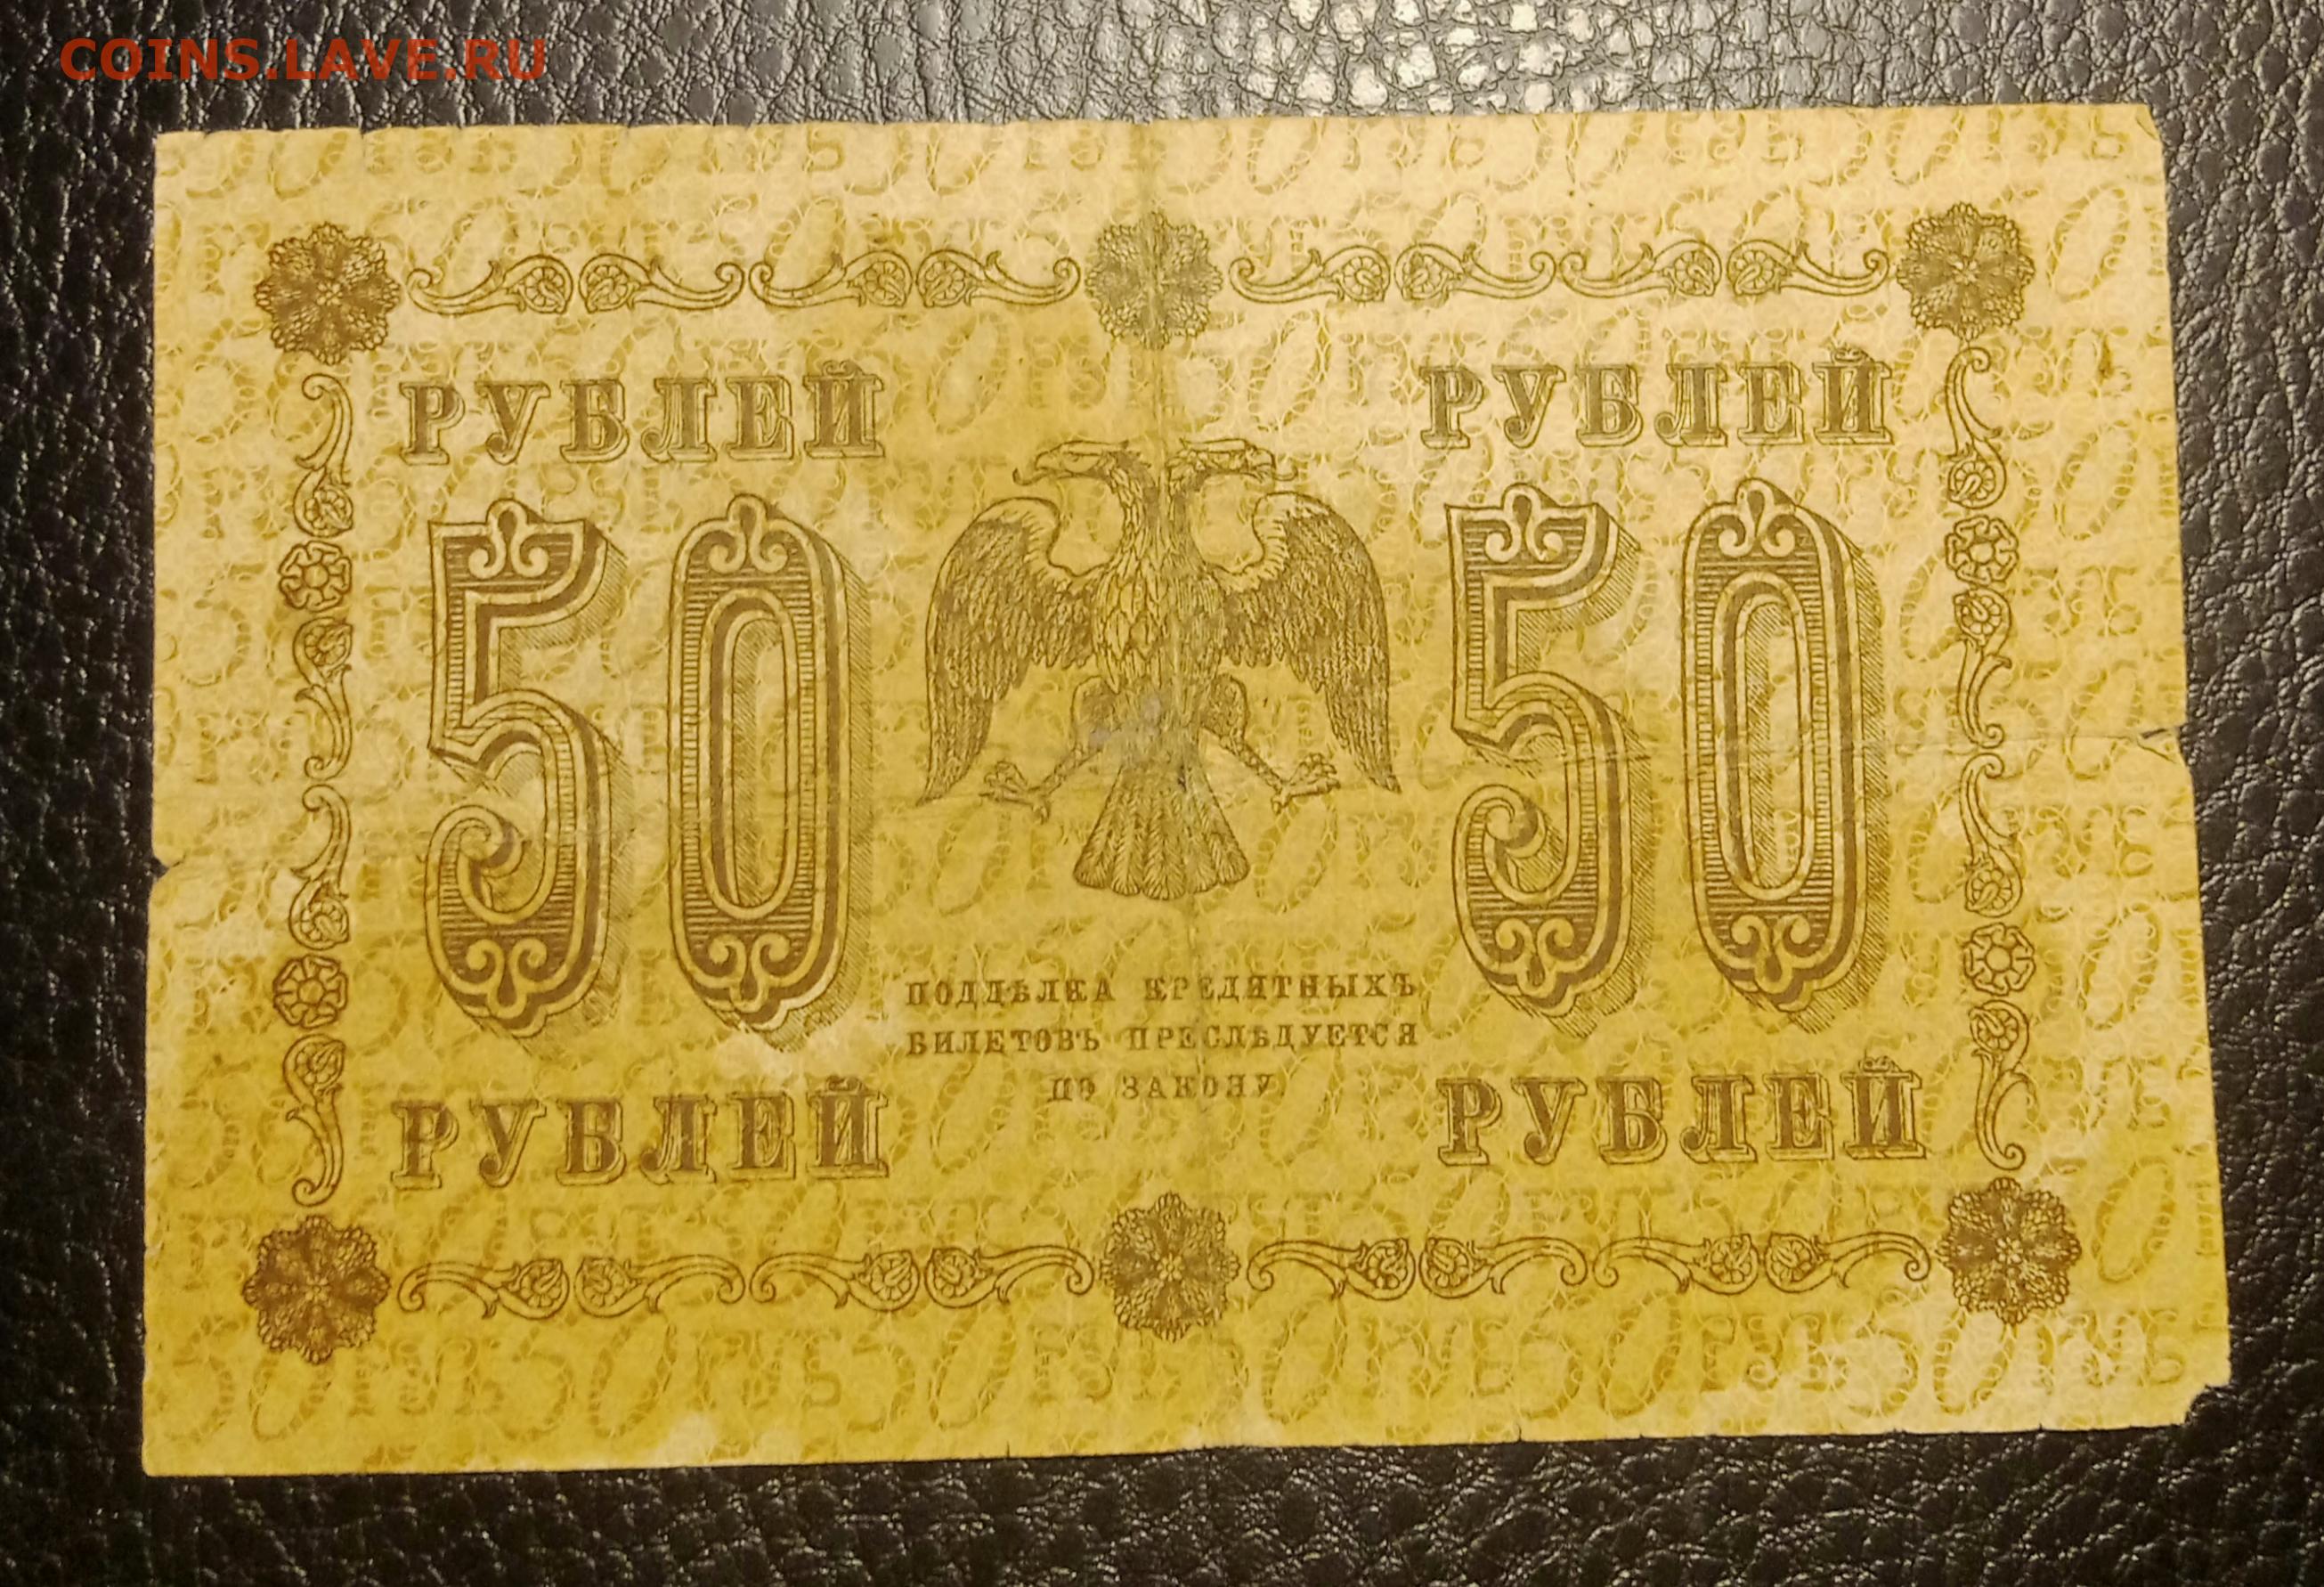 COINS.LAVE.RU
РУБЛЕЙ РУБЛЕЙ
50 50
ПОДДѢЛКА КРЕДИТНЫХЪ
БИЛЕТОВЪ ПРЕСЛѢДУЕТСЯ
ПО ЗАКОНУ.
РУБЛЕЙ РУБЛЕЙ